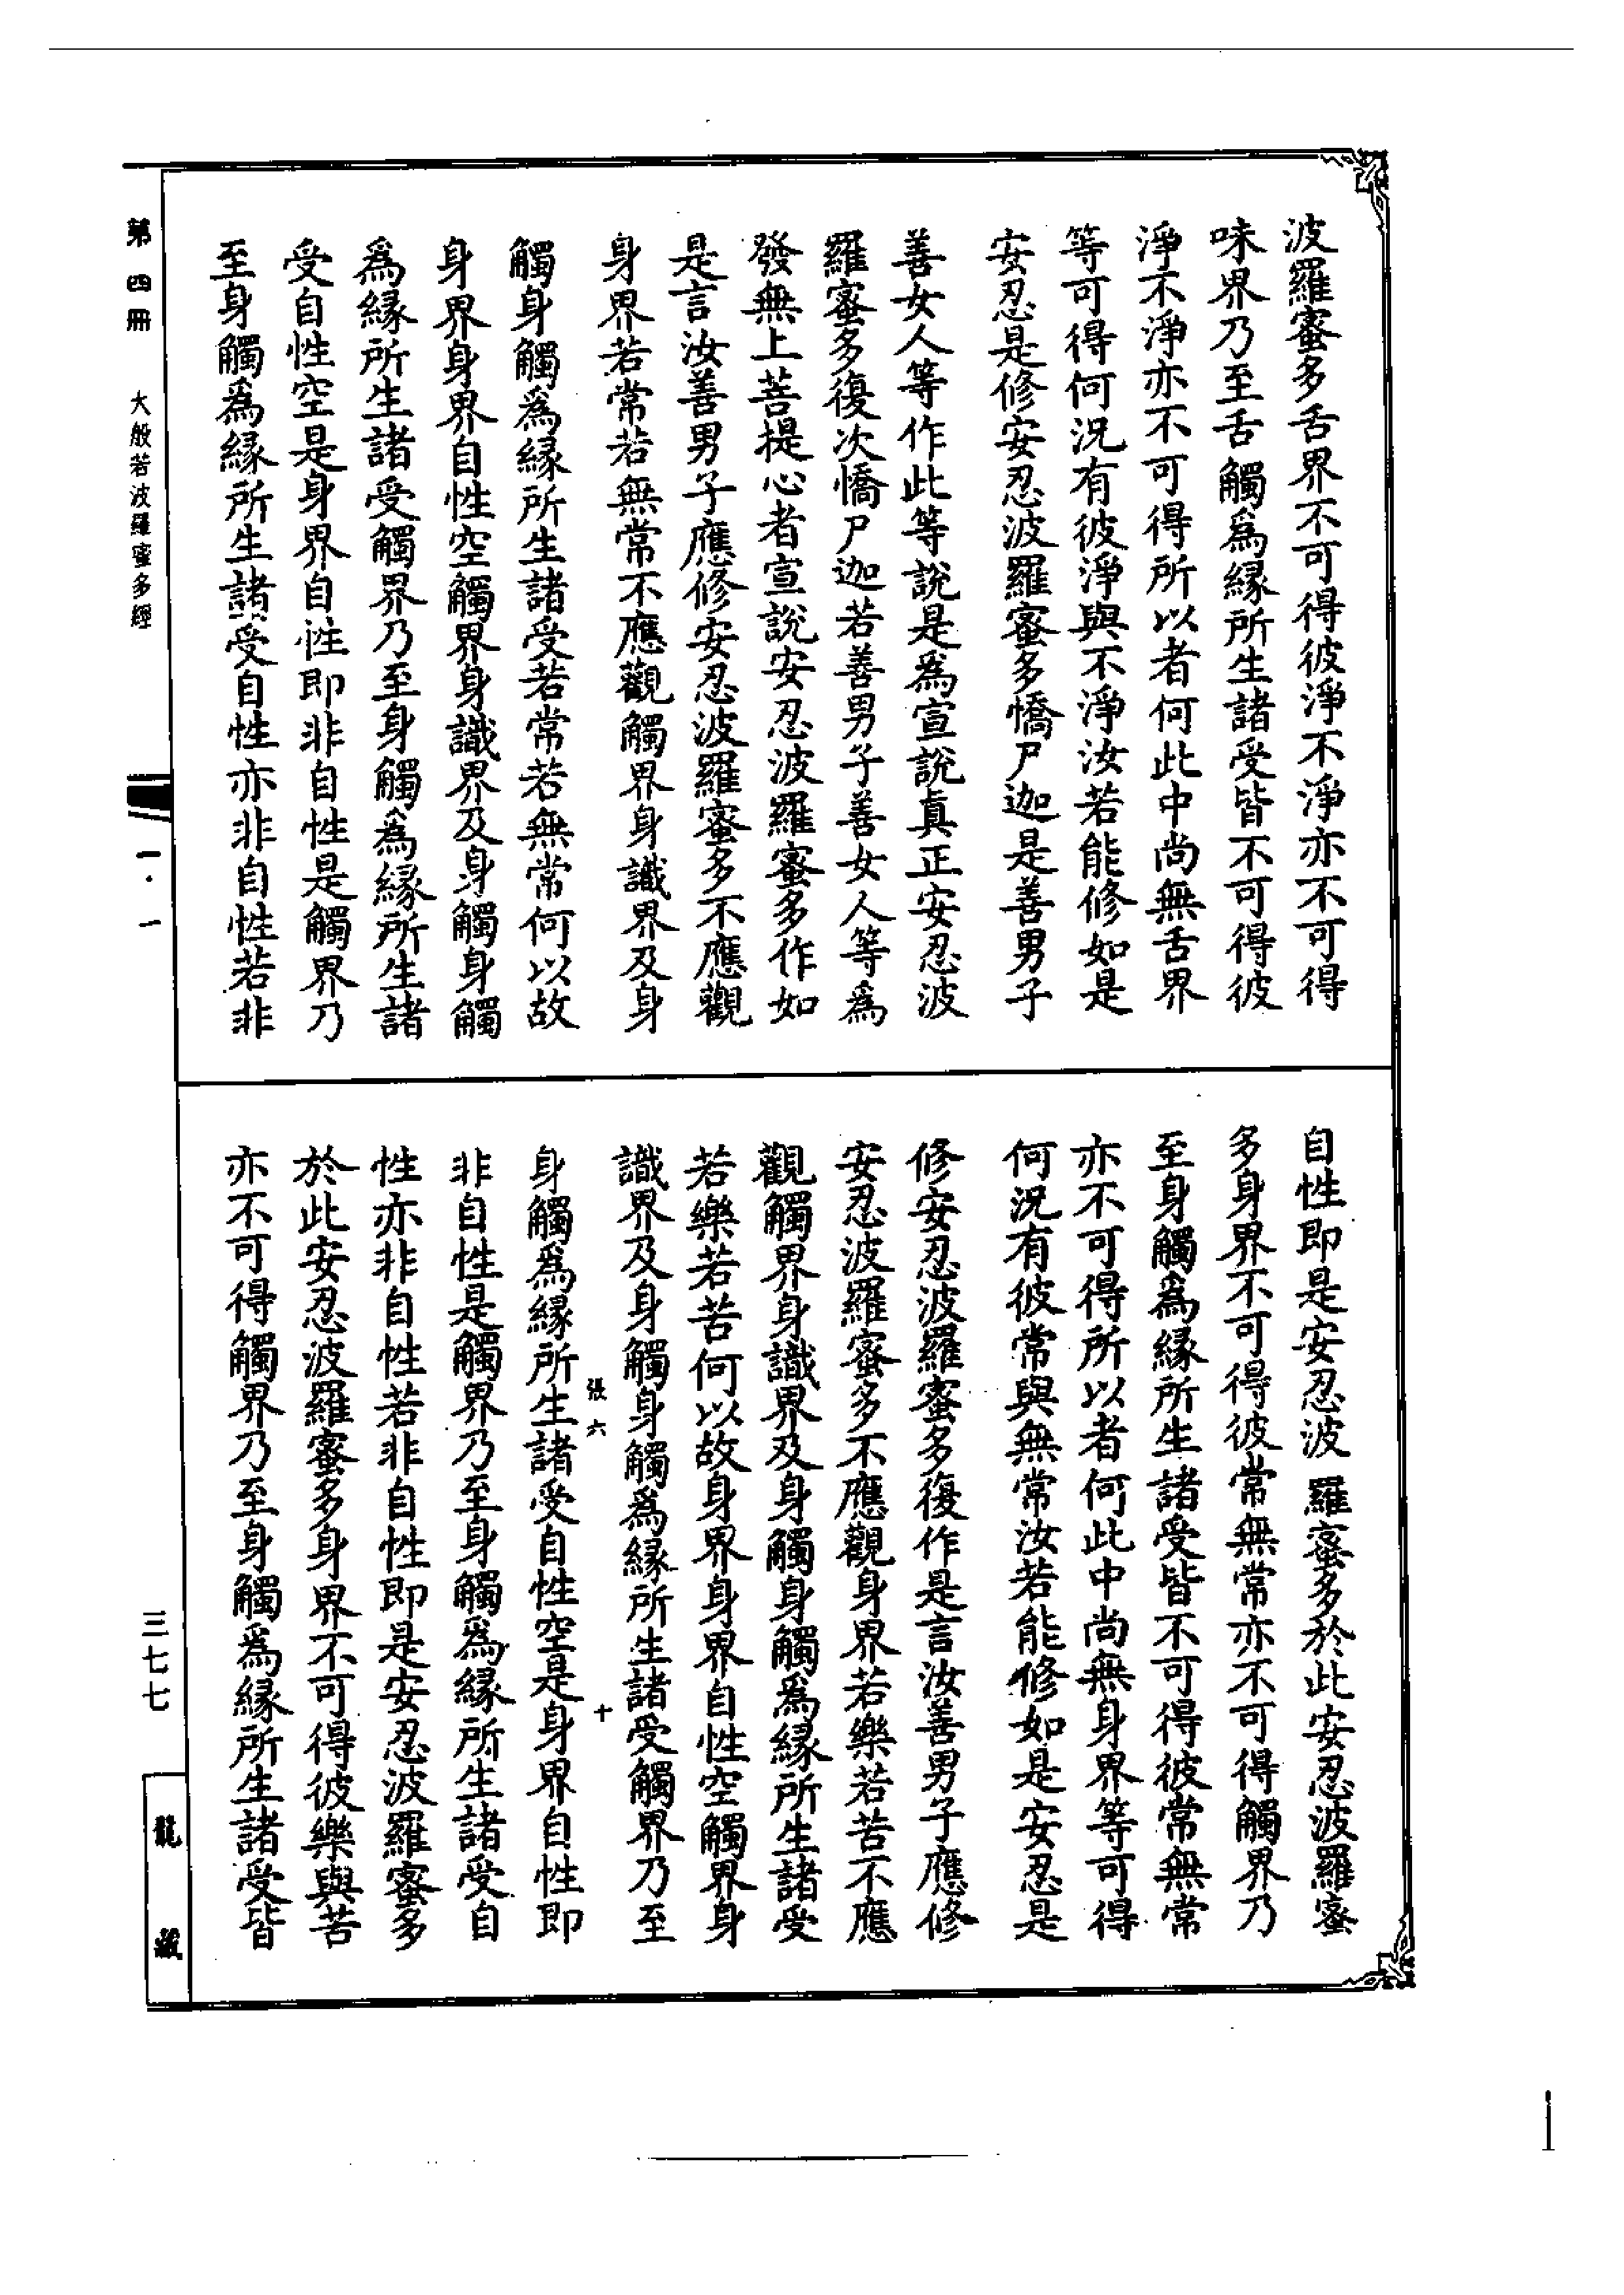 波羅蜜多舌界不可得彼淨不淨亦不可得
味界乃至舌觸爲緣所生諸受皆不可得彼
淨不淨亦不可得所以者何此中尚無舌界
等可得何況有彼淨與不淨汝若能修如是
安忍是修安忍波羅蜜多憍尸迦是善男子
善女人等作此等說是爲宣說真正安忍波
羅蜜多復次憍尸迦若善男子善女人等爲
發無上菩提心者宣說安忍波羅蜜多作如
是言汝善男子應修安忍波羅蜜多不應觀
身界若常若無常不應觀觸界身識界及身
觸身觸爲緣所生諸受若常若無常何以故
身界身界自性空觸界身識界及身觸身觸
爲緣所生諸受觸界乃至身觸爲緣所生諸
受自性空是身界自性即非自性是觸界乃
至身觸爲緣所生諸受自性亦非自性若非
自性即是安忍波羅蜜多於此安忍波羅蜜
多身界不可得彼常無常亦不可得觸界乃
至身觸爲緣所生諸受皆不可得彼常無常
亦不可得所以者何此中尚無身界等可得
何況有彼常與無常汝若能修如是安忍是
修安忍波羅蜜多復作是言汝善男子應修
安忍波羅蜜多不應觀身界若樂若苦不應
觀觸界身識界及身觸身觸爲緣所生諸受
若樂若苦何以故身界身界自性空觸界身
識界及身觸身觸爲緣所生諸受觸界乃至
張六 十
身觸爲緣所生諸受自性空是身界自性即
非自性是觸界乃至身觸爲緣所生諸受自
性亦非自性若非自性即是安忍波羅蜜多
於此安忍波羅蜜多身界不可得彼樂與苦
亦不可得觸界乃至身觸爲緣所生諸受皆
第四冊 大般若波羅蜜多經 一·一 三七七 龍藏